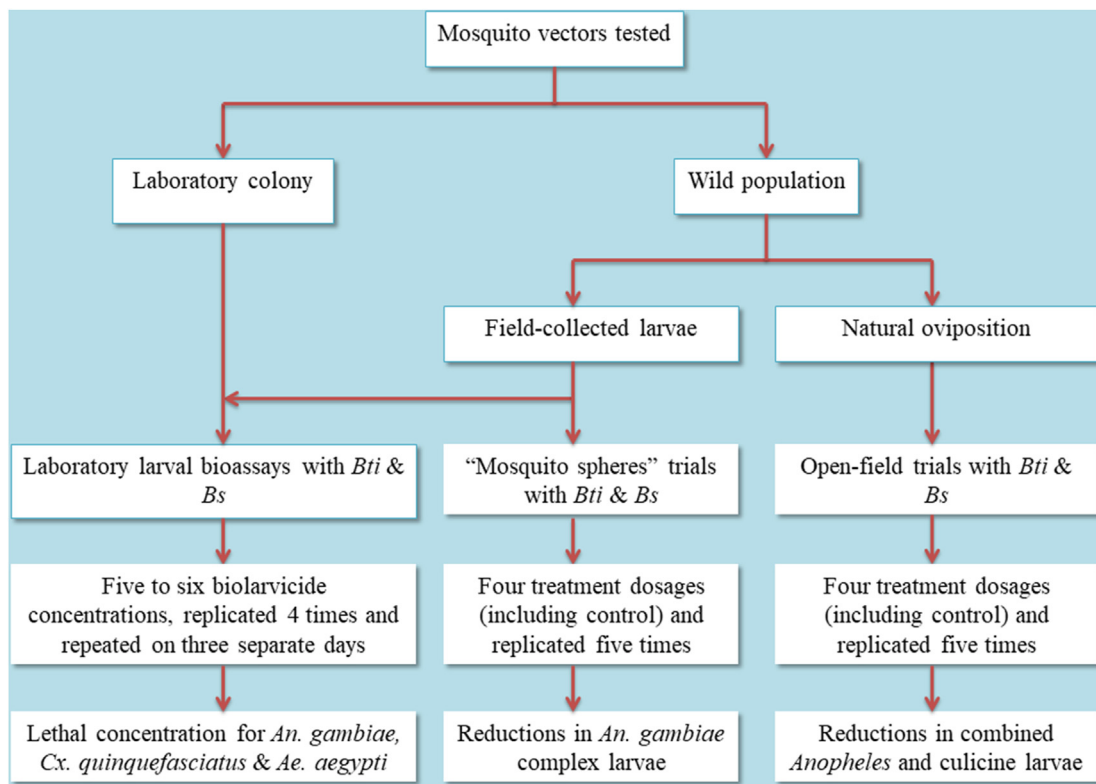 Mosquito vectors tested
Laboratory colony
Wild population
Field-collected larvae
Natural oviposition
Laboratory larval bioassays with Bti &
Bs
“Mosquito spheres” trials
with Bti & Bs
Open-field trials with Bti &
Bs
Five to six biolarvicide
concentrations, replicated 4 times and
repeated on three separate days
Four treatment dosages
(including control) and
replicated five times
Four treatment dosages
(including control) and
replicated five times
Lethal concentration for An. gambiae,
Cx. quinquefasciatus & Ae. aegypti
Reductions in An. gambiae
complex larvae
Reductions in combined
Anopheles and culicine larvae